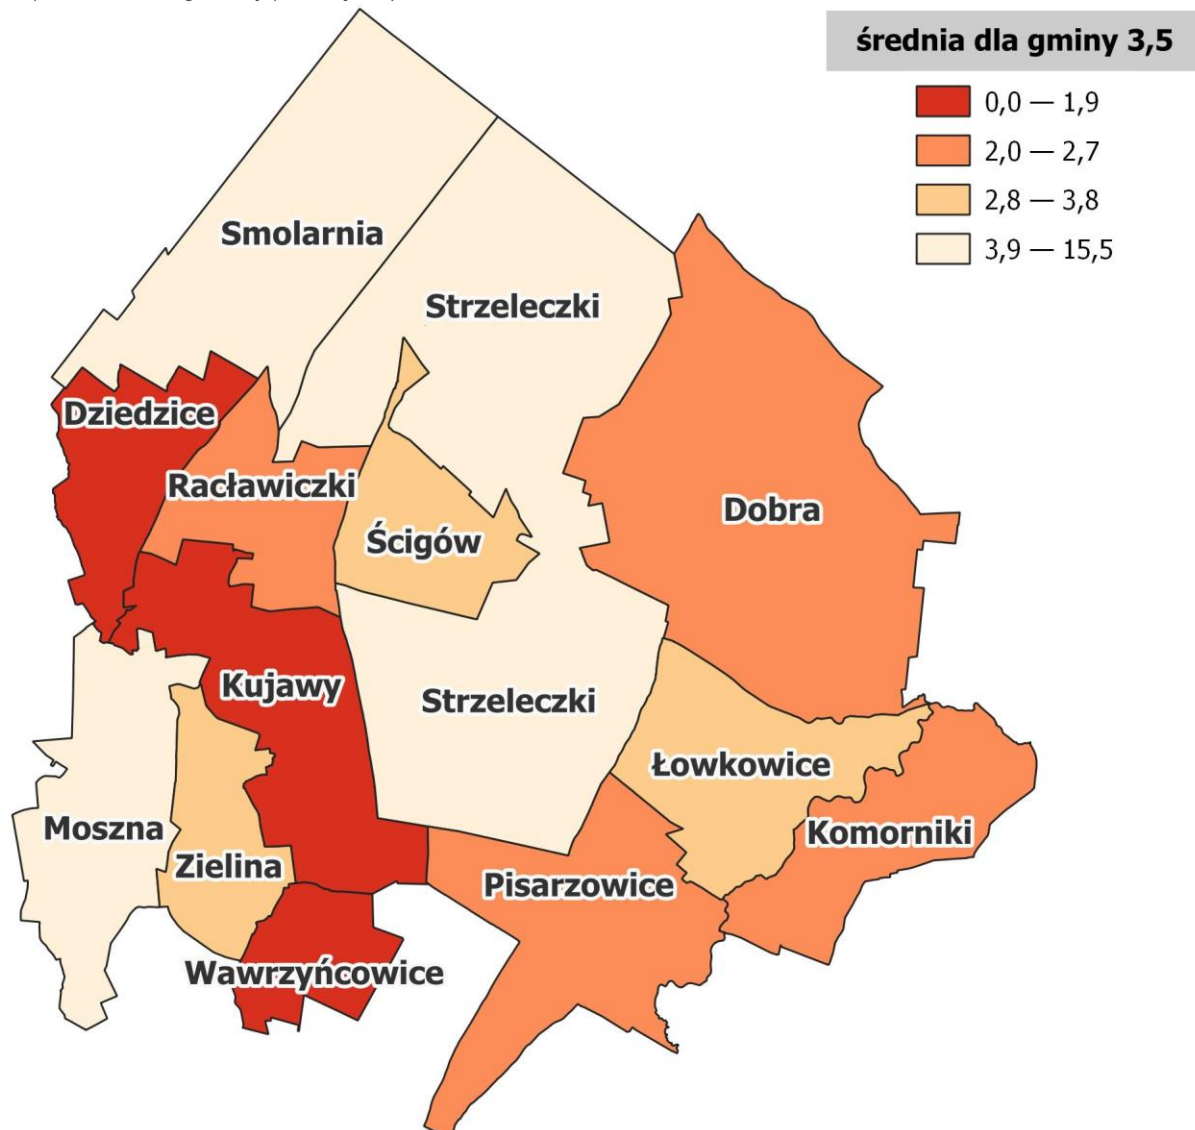 średnia dla gminy 3,5
0,0 — 1,9
2,0 — 2,7
2,8 — 3,8
3,9 — 15,5
Smolarnia
Strzeleczki
Dziedzice
Racławiczki
Dobra
Ścigów
Kujawy
Strzeleczki
Łowkowice
Moszna
Komorniki
Zielina
Pisarzowice
Wawrzyńcowice